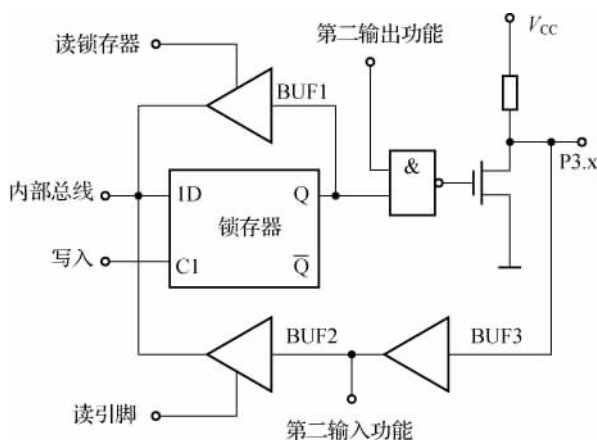 读锁存器
第二输出功能
VCC
BUF1
P3.x
&
内部总线
1D
Q
锁存器
写入
C1
Q̅
BUF2
BUF3
读引脚
第二输入功能